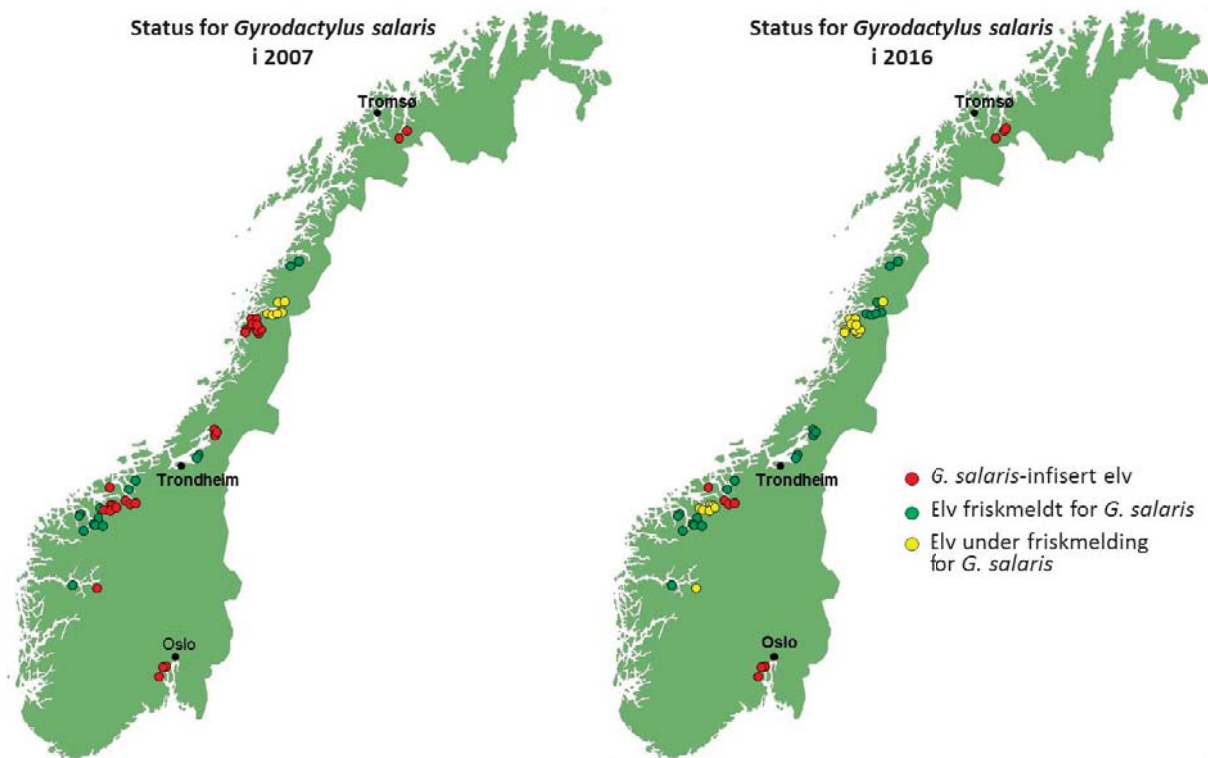 Status for Gyrodactylus salaris
i 2007
Tromsø
Trondheim
Oslo
Status for Gyrodactylus salaris
i 2016
Tromsø
Trondheim
Oslo
G. salaris-infisert elv
Elv friskmeldt for G. salaris
Elv under friskmelding
for G. salaris